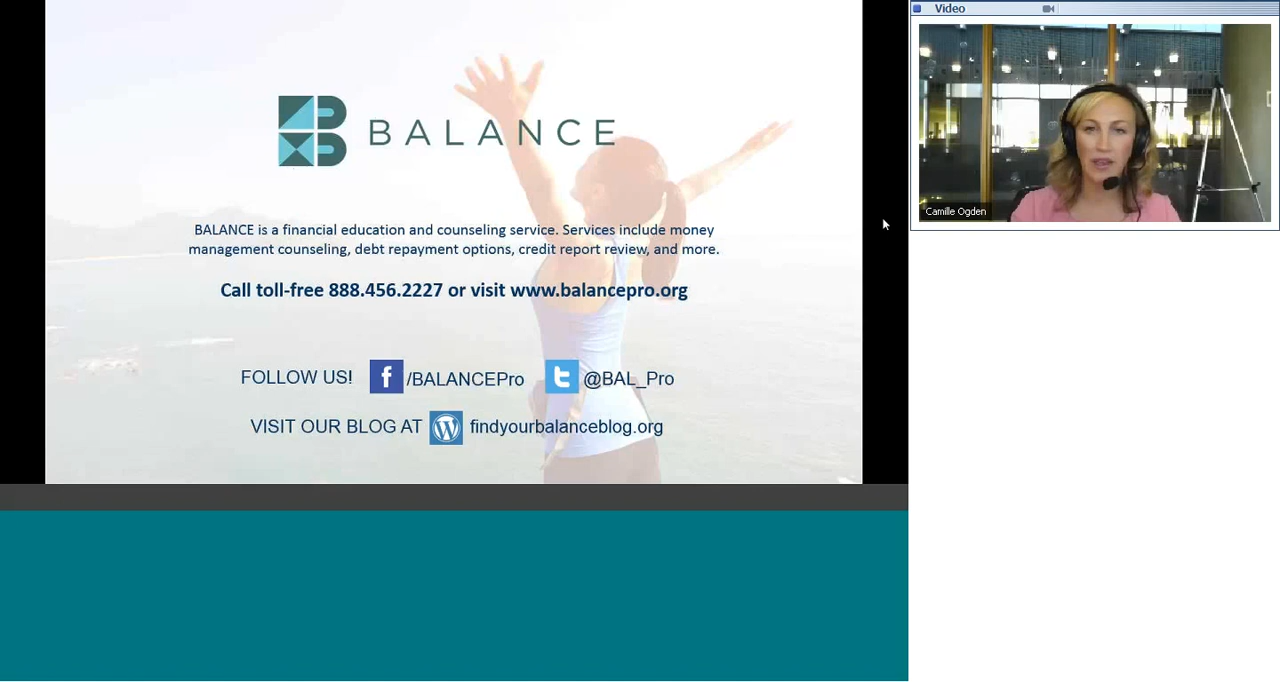 BALANCE
BALANCE is a financial education and counseling service. Services include money
management counseling, debt repayment options, credit report review, and more.
Call toll-free 888.456.2227 or visit www.balancepro.org
FOLLOW US! f /BALANCEPro t @BAL_Pro
VISIT OUR BLOG AT W findyourbalanceblog.org
Video
Camille Ogden